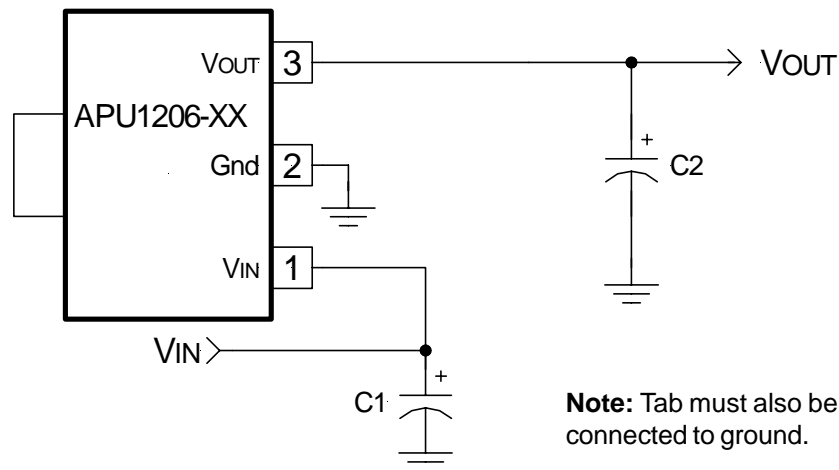 VOUT 3
VOUT
APU1206-XX
Gnd 2
+
C2
VIN 1
VIN
+
C1
Note: Tab must also be
connected to ground.